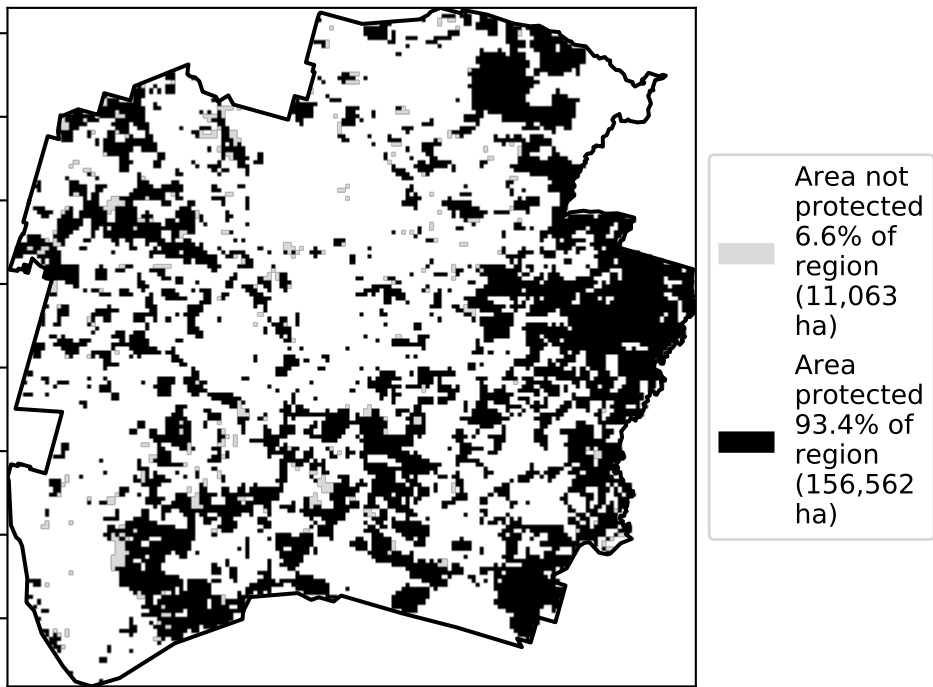 Area not
protected
6.6% of
region
(11,063
ha)
Area
protected
93.4% of
region
(156,562
ha)